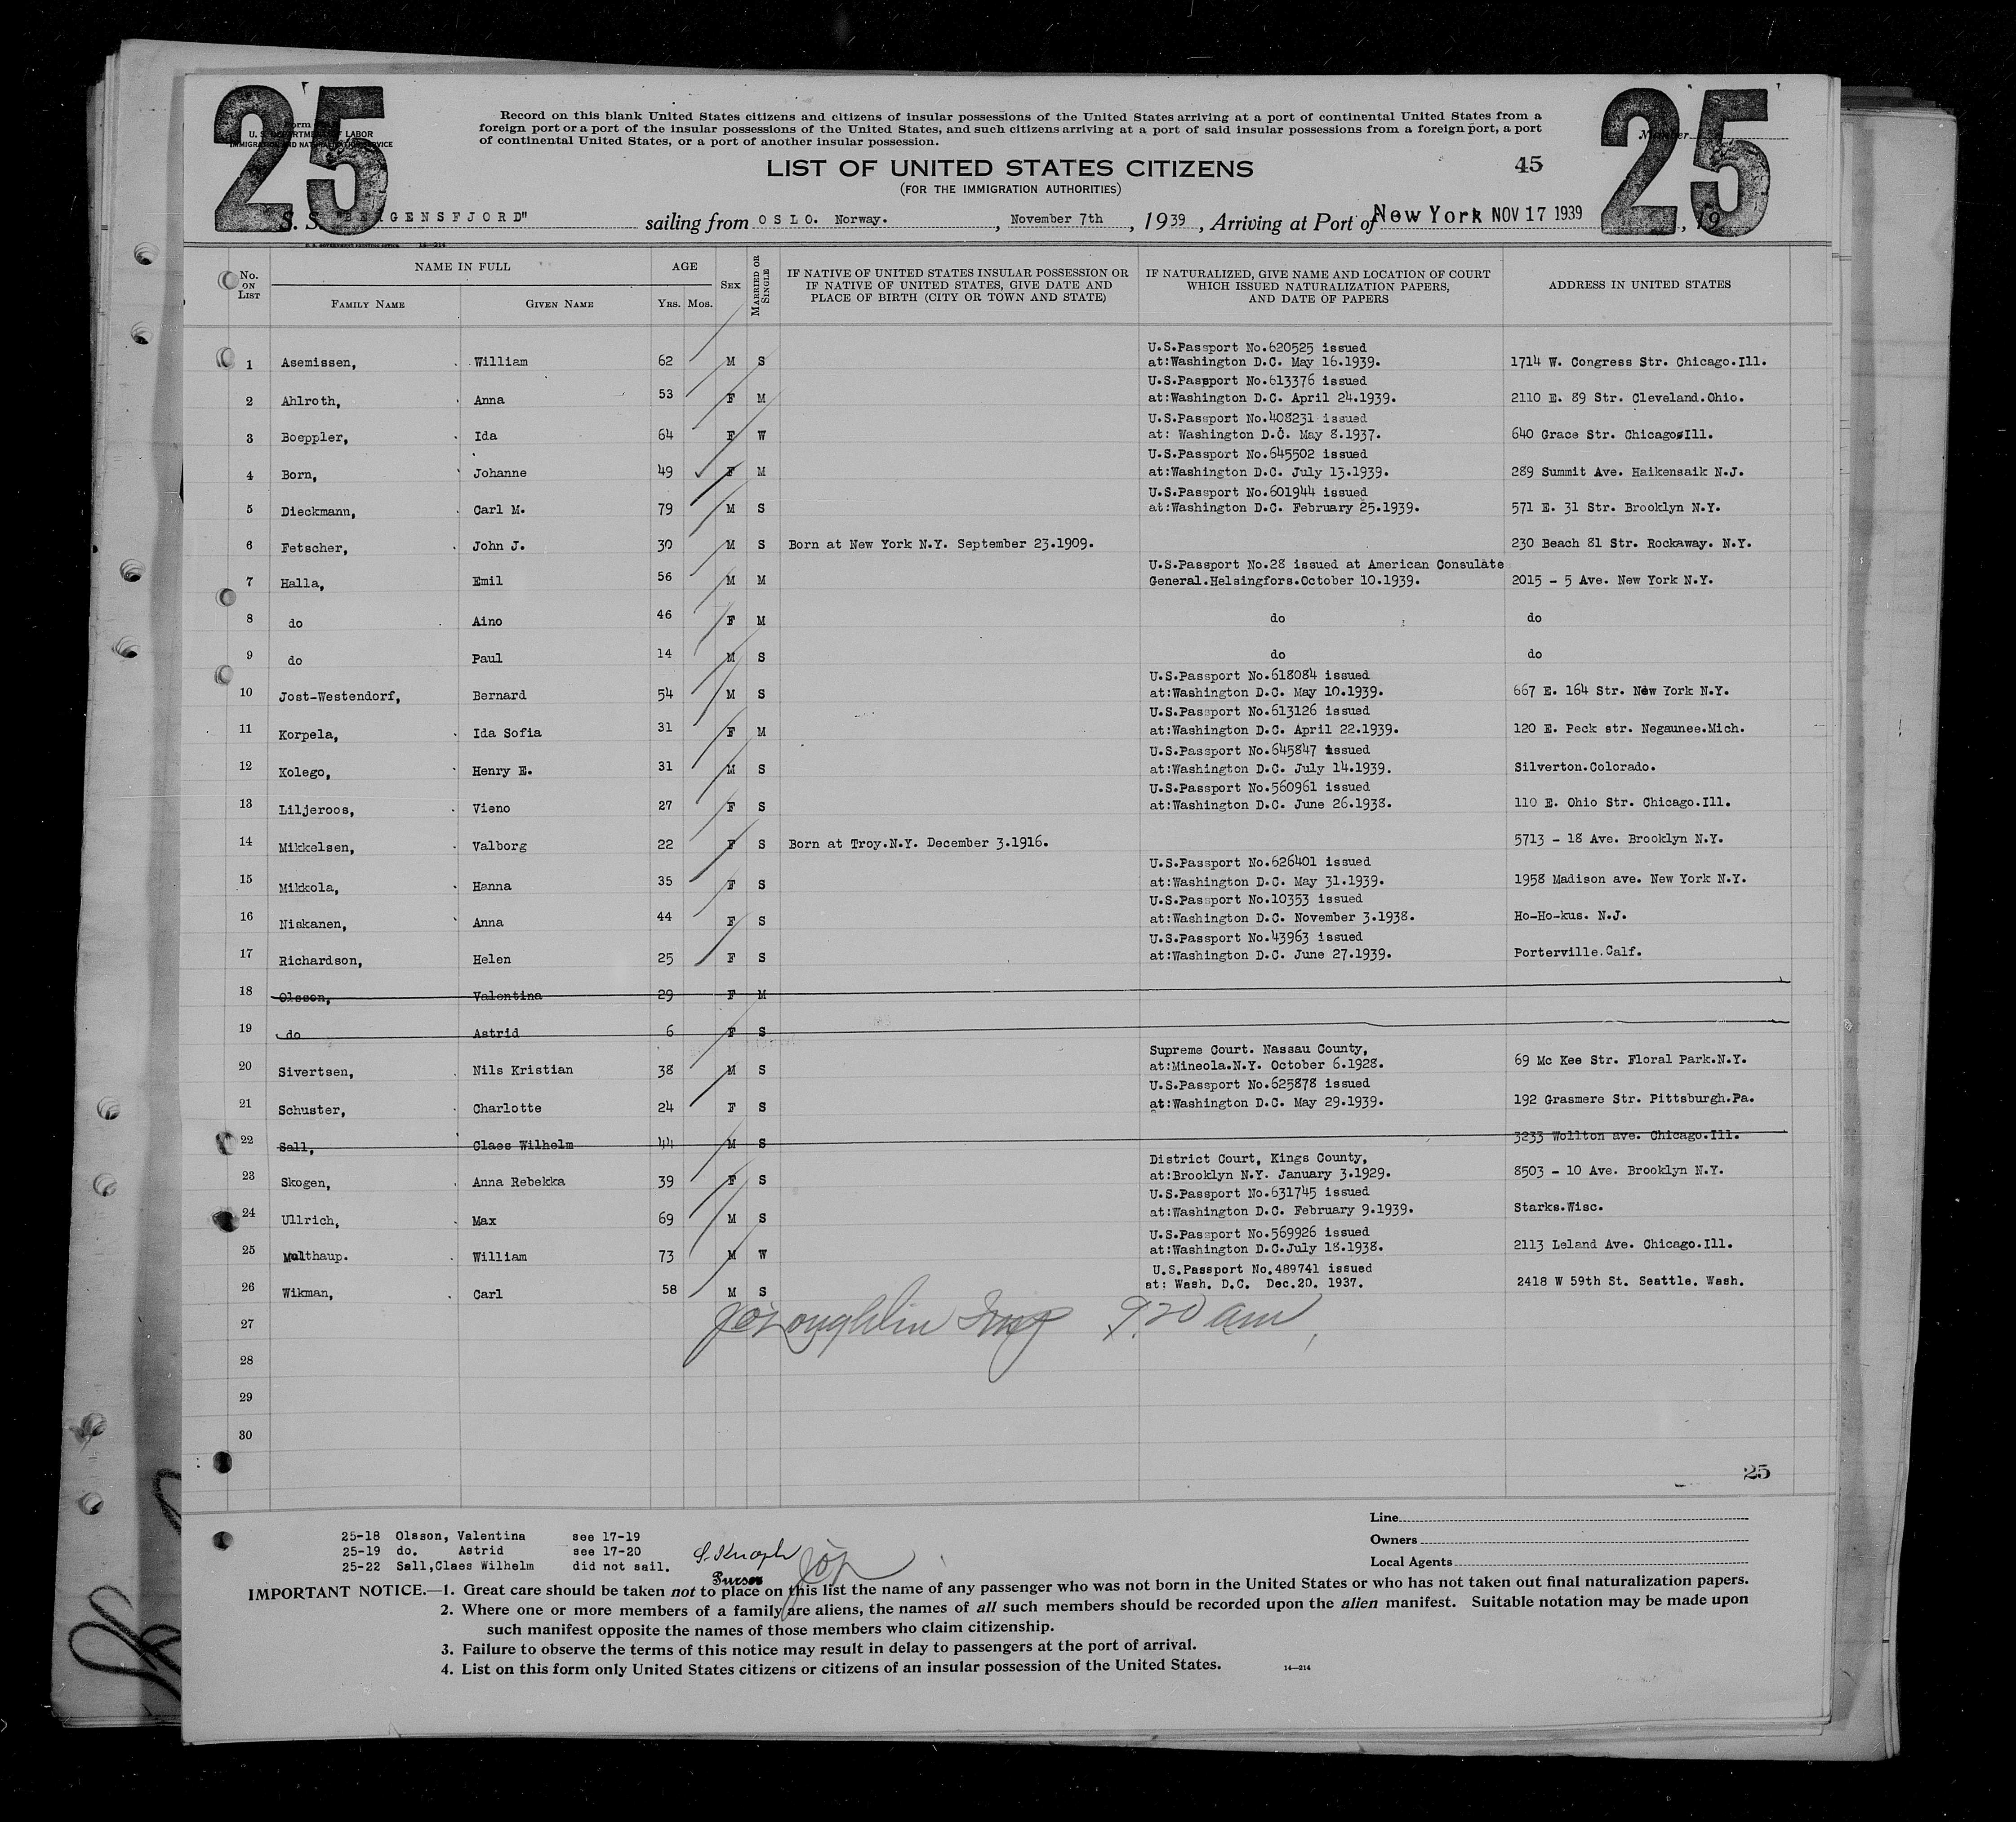 25
25
Form
U. S. DEPARTMENT OF LABOR
IMMIGRATION AND NATURALIZATION SERVICE
Record on this blank United States citizens and citizens of insular possessions of the United States arriving at a port of continental United States from a
foreign port or a port of the insular possessions of the United States, and such citizens arriving at a port of said insular possessions from a foreign port, a port
of continental United States, or a port of another insular possession.
Number
LIST OF UNITED STATES CITIZENS
45
(FOR THE IMMIGRATION AUTHORITIES)
S. S. "BERGENSFJORD" sailing from OSLO. Norway. , November 7th , 1939 , Arriving at Port of New York NOV 17 1939 , 19
U. S. GOVERNMENT PRINTING OFFICE 14—214
No. ON LIST NAME IN FULL FAMILY NAME GIVEN NAME AGE YRS. MOS. SEX MARRIED OR SINGLE IF NATIVE OF UNITED STATES INSULAR POSSESSION OR IF NATIVE OF UNITED STATES, GIVE DATE AND PLACE OF BIRTH (CITY OR TOWN AND STATE) IF NATURALIZED, GIVE NAME AND LOCATION OF COURT WHICH ISSUED NATURALIZATION PAPERS, AND DATE OF PAPERS ADDRESS IN UNITED STATES
U.S.Passport No.620525 issued
1 Asemissen, William 62 M S at:Washington D.C. May 16.1939. 1714 W. Congress Str. Chicago.Ill.
U.S.Passport No.613376 issued
2 Ahlroth, Anna 53 F M at:Washington D.C. April 24.1939. 2110 E. 89 Str. Cleveland.Ohio.
U.S.Passport No.408231 issued
3 Boeppler, Ida 64 F W at: Washington D.C. May 8.1937. 640 Grace Str. Chicago.Ill.
U.S.Passport No.645502 issued
4 Born, Johanne 49 F M at:Washington D.C. July 13.1939. 289 Summit Ave. Haikensaik N.J.
U.S.Passport No.601944 issued
5 Dieckmann, Carl M. 79 M S at:Washington D.C. February 25.1939. 571 E. 31 Str. Brooklyn N.Y.
6 Fetscher, John J. 30 M S Born at New York N.Y. September 23.1909. 230 Beach 81 Str. Rockaway. N.Y.
U.S.Passport No.28 issued at American Consulate
7 Halla, Emil 56 M M General.Helsingfors.October 10.1939. 2015 - 5 Ave. New York N.Y.
8 do Aino 46 F M do do
9 do Paul 14 M S do do
U.S.Passport No.618084 issued
10 Jost-Westendorf, Bernard 54 M S at:Washington D.C. May 10.1939. 667 E. 164 Str. New York N.Y.
U.S.Passport No.613126 issued
11 Korpela, Ida Sofia 31 F M at:Washington D.C. April 22.1939. 120 E. Peck str. Negaunee.Mich.
U.S.Passport No.645847 issued
12 Kolego, Henry E. 31 M S at:Washington D.C. July 14.1939. Silverton.Colorado.
U.S.Passport No.560961 issued
13 Liljeroos, Vieno 27 F S at:Washington D.C. June 26.1938. 110 E. Ohio Str. Chicago.Ill.
14 Mikkelsen, Valborg 22 F S Born at Troy.N.Y. December 3.1916. 5713 - 18 Ave. Brooklyn N.Y.
U.S.Passport No.626401 issued
15 Mikkola, Hanna 35 F S at:Washington D.C. May 31.1939. 1958 Madison ave. New York N.Y.
U.S.Passport No.10353 issued
16 Niskanen, Anna 44 F S at:Washington D.C. November 3.1938. Ho-Ho-kus. N.J.
U.S.Passport No.43963 issued
17 Richardson, Helen 25 F S at:Washington D.C. June 27.1939. Porterville.Calf.
18 Olsson, Valentina 29 F M
19 do Astrid 6 F S
Supreme Court. Nassau County,
20 Sivertsen, Nils Kristian 38 M S at:Mineola.N.Y. October 6.1928. 69 Mc Kee Str. Floral Park.N.Y.
U.S.Passport No.625878 issued
21 Schuster, Charlotte 24 F S at:Washington D.C. May 29.1939. 192 Grasmere Str. Pittsburgh.Pa.
22 Sall, Claes Wilhelm 44 M S 3233 Wollton ave. Chicago.Ill.
District Court, Kings County,
23 Skogen, Anna Rebekka 39 F S at:Brooklyn N.Y. January 3.1929. 8503 - 10 Ave. Brooklyn N.Y.
U.S.Passport No.631745 issued
24 Ullrich, Max 69 M S at:Washington D.C. February 9.1939. Starks.Wisc.
U.S.Passport No.569926 issued
25 Multhaup. William 73 M W at:Washington D.C.July 18.1938. 2113 Leland Ave. Chicago.Ill.
U.S.Passport No.489741 issued
26 Wikman, Carl 58 M S at: Wash. D.C. Dec.20. 1937. 2418 W 59th St. Seattle. Wash.
27 JO'Loughlin Insp 9.20 am
28
29
30
25
Line
Owners
Local Agents
25-18 Olsson, Valentina see 17-19
25-19 do. Astrid see 17-20
25-22 Sall,Claes Wilhelm did not sail.
Purser
IMPORTANT NOTICE.—1. Great care should be taken not to place on this list the name of any passenger who was not born in the United States or who has not taken out final naturalization papers.
2. Where one or more members of a family are aliens, the names of all such members should be recorded upon the alien manifest. Suitable notation may be made upon
such manifest opposite the names of those members who claim citizenship.
3. Failure to observe the terms of this notice may result in delay to passengers at the port of arrival.
4. List on this form only United States citizens or citizens of an insular possession of the United States.
14—214